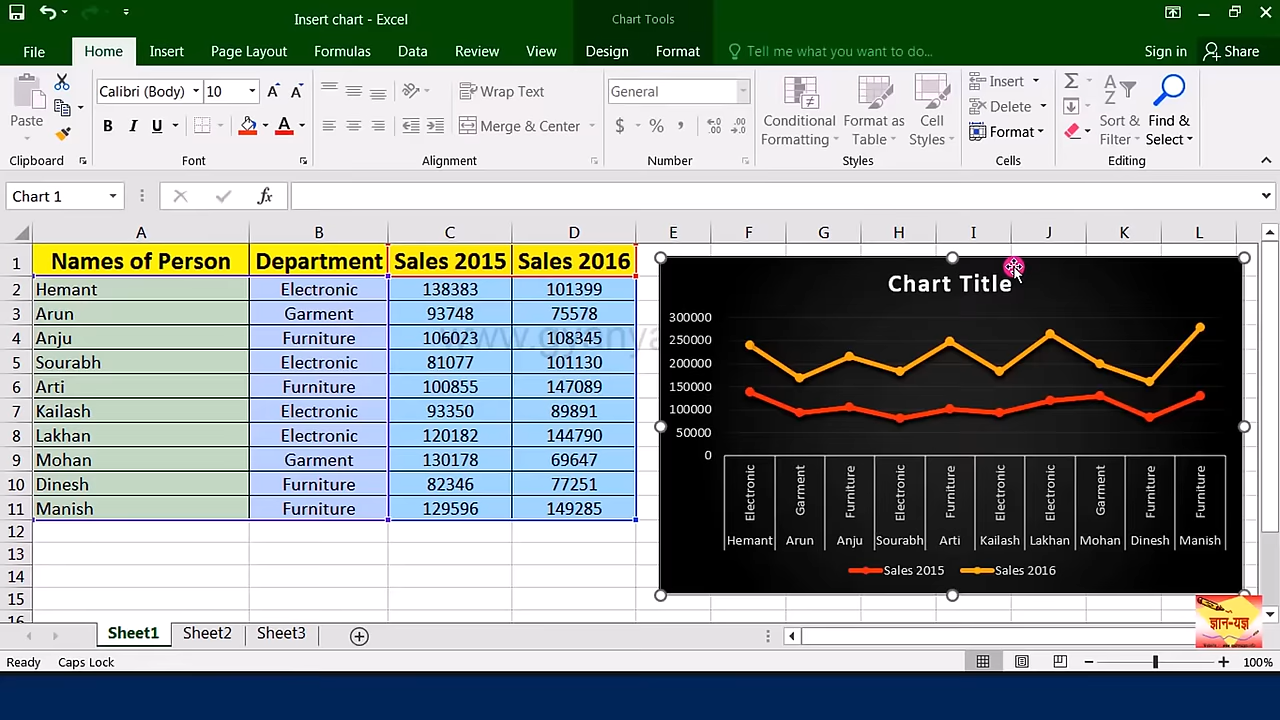 Insert chart - Excel
Chart Tools
File Home Insert Page Layout Formulas Data Review View Design Format Tell me what you want to do... Sign in Share
Calibri (Body) 10 Wrap Text General Insert
Paste B I U Merge & Center $ % , Conditional Formatting Format as Table Cell Styles Delete Format Sort & Filter Find & Select
Clipboard Font Alignment Number Styles Cells Editing
Chart 1 fx
A B C D E F G H I J K L
1 Names of Person Department Sales 2015 Sales 2016
2 Hemant Electronic 138383 101399
3 Arun Garment 93748 75578
4 Anju Furniture 106023 108345
5 Sourabh Electronic 81077 101130
6 Arti Furniture 100855 147089
7 Kailash Electronic 93350 89891
8 Lakhan Electronic 120182 144790
9 Mohan Garment 130178 69647
10 Dinesh Furniture 82346 77251
11 Manish Furniture 129596 149285
12
13
14
15
16
Chart Title
300000
250000
200000
150000
100000
50000
0
Electronic Garment Furniture Electronic Furniture Electronic Electronic Garment Furniture Furniture
Hemant Arun Anju Sourabh Arti Kailash Lakhan Mohan Dinesh Manish
Sales 2015 Sales 2016
ज्ञान-यज्ञ
Sheet1 Sheet2 Sheet3
Ready Caps Lock 100%